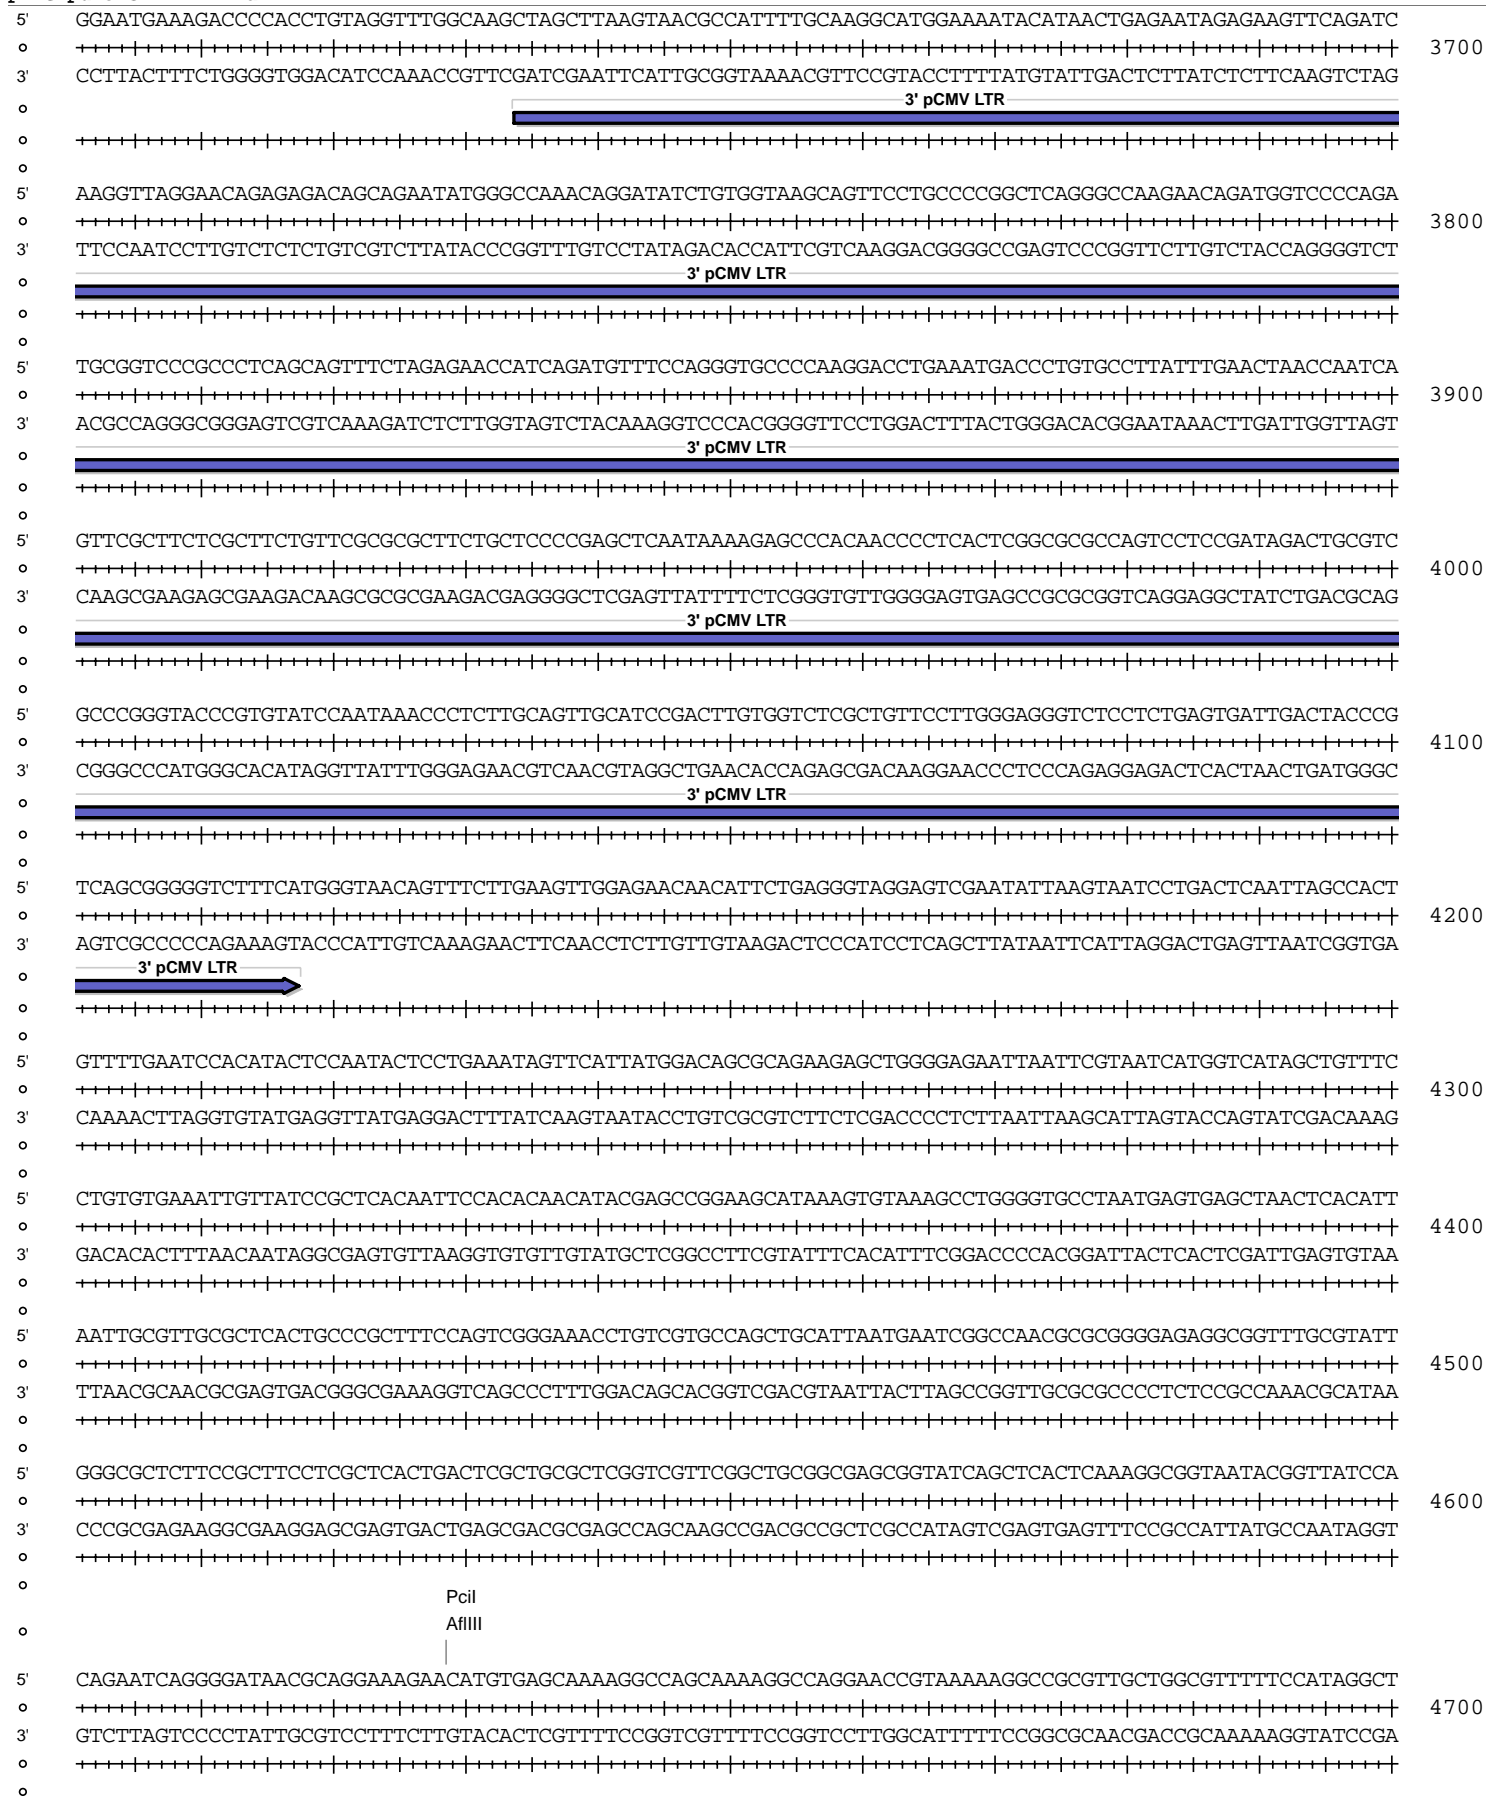 5' GGAATGAAAGACCCCACCTGTAGGTTTGGCAAGCTAGCTTAAGTAACGCCATTTTGCAAGGCATGGAAAATACATAACTGAGAATAGAGAAGTTCAGATC
3700
3' CCTTACTTTCTGGGGTGGACATCCAAACCGTTCGATCGAATTCATTGCGGTAAAACGTTCCGTACCTTTTATGTATTGACTCTTATCTCTTCAAGTCTAG
3' pCMV LTR
5' AAGGTTAGGAACAGAGAGACAGCAGAATATGGGCCAAACAGGATATCTGTGGTAAGCAGTTCCTGCCCCGGCTCAGGGCCAAGAACAGATGGTCCCCAGA
3800
3' TTCCAATCCTTGTCTCTCTGTCGTCTTATACCCGGTTTGTCCTATAGACACCATTCGTCAAGGACGGGGCCGAGTCCCGGTTCTTGTCTACCAGGGGTCT
3' pCMV LTR
5' TGCGGTCCCGCCCTCAGCAGTTTCTAGAGAACCATCAGATGTTTCCAGGGTGCCCCAAGGACCTGAAATGACCCTGTGCCTTATTTGAACTAACCAATCA
3900
3' ACGCCAGGGCGGGAGTCGTCAAAGATCTCTTGGTAGTCTACAAAGGTCCCACGGGGTTCCTGGACTTTACTGGGACACGGAATAAACTTGATTGGTTAGT
3' pCMV LTR
5' GTTCGCTTCTCGCTTCTGTTCGCGCGCTTCTGCTCCCCGAGCTCAATAAAAGAGCCCACAACCCCTCACTCGGCGCGCCAGTCCTCCGATAGACTGCGTC
4000
3' CAAGCGAAGAGCGAAGACAAGCGCGCGAAGACGAGGGGCTCGAGTTATTTTCTCGGGTGTTGGGGAGTGAGCCGCGCGGTCAGGAGGCTATCTGACGCAG
3' pCMV LTR
5' GCCCGGGTACCCGTGTATCCAATAAACCCTCTTGCAGTTGCATCCGACTTGTGGTCTCGCTGTTCCTTGGGAGGGTCTCCTCTGAGTGATTGACTACCCG
4100
3' CGGGCCCATGGGCACATAGGTTATTTGGGAGAACGTCAACGTAGGCTGAACACCAGAGCGACAAGGAACCCTCCCAGAGGAGACTCACTAACTGATGGGC
3' pCMV LTR
5' TCAGCGGGGGTCTTTCATGGGTAACAGTTTCTTGAAGTTGGAGAACAACATTCTGAGGGTAGGAGTCGAATATTAAGTAATCCTGACTCAATTAGCCACT
4200
3' AGTCGCCCCCAGAAAGTACCCATTGTCAAAGAACTTCAACCTCTTGTTGTAAGACTCCCATCCTCAGCTTATAATTCATTAGGACTGAGTTAATCGGTGA
3' pCMV LTR
5' GTTTTGAATCCACATACTCCAATACTCCTGAAATAGTTCATTATGGACAGCGCAGAAGAGCTGGGGAGAATTAATTCGTAATCATGGTCATAGCTGTTTC
4300
3' CAAAACTTAGGTGTATGAGGTTATGAGGACTTTATCAAGTAATACCTGTCGCGTCTTCTCGACCCCTCTTAATTAAGCATTAGTACCAGTATCGACAAAG
5' CTGTGTGAAATTGTTATCCGCTCACAATTCCACACAACATACGAGCCGGAAGCATAAAGTGTAAAGCCTGGGGTGCCTAATGAGTGAGCTAACTCACATT
4400
3' GACACACTTTAACAATAGGCGAGTGTTAAGGTGTGTTGTATGCTCGGCCTTCGTATTTCACATTTCGGACCCCACGGATTACTCACTCGATTGAGTGTAA
5' AATTGCGTTGCGCTCACTGCCCGCTTTCCAGTCGGGAAACCTGTCGTGCCAGCTGCATTAATGAATCGGCCAACGCGCGGGGAGAGGCGGTTTGCGTATT
4500
3' TTAACGCAACGCGAGTGACGGGCGAAAGGTCAGCCCTTTGGACAGCACGGTCGACGTAATTACTTAGCCGGTTGCGCGCCCCTCTCCGCCAAACGCATAA
5' GGGCGCTCTTCCGCTTCCTCGCTCACTGACTCGCTGCGCTCGGTCGTTCGGCTGCGGCGAGCGGTATCAGCTCACTCAAAGGCGGTAATACGGTTATCCA
4600
3' CCCGCGAGAAGGCGAAGGAGCGAGTGACTGAGCGACGCGAGCCAGCAAGCCGACGCCGCTCGCCATAGTCGAGTGAGTTTCCGCCATTATGCCAATAGGT
PciI
AflIII
5' CAGAATCAGGGGATAACGCAGGAAAGAACATGTGAGCAAAAGGCCAGCAAAAGGCCAGGAACCGTAAAAAGGCCGCGTTGCTGGCGTTTTTCCATAGGCT
4700
3' GTCTTAGTCCCCTATTGCGTCCTTTCTTGTACACTCGTTTTCCGGTCGTTTTCCGGTCCTTGGCATTTTTCCGGCGCAACGACCGCAAAAAGGTATCCGA